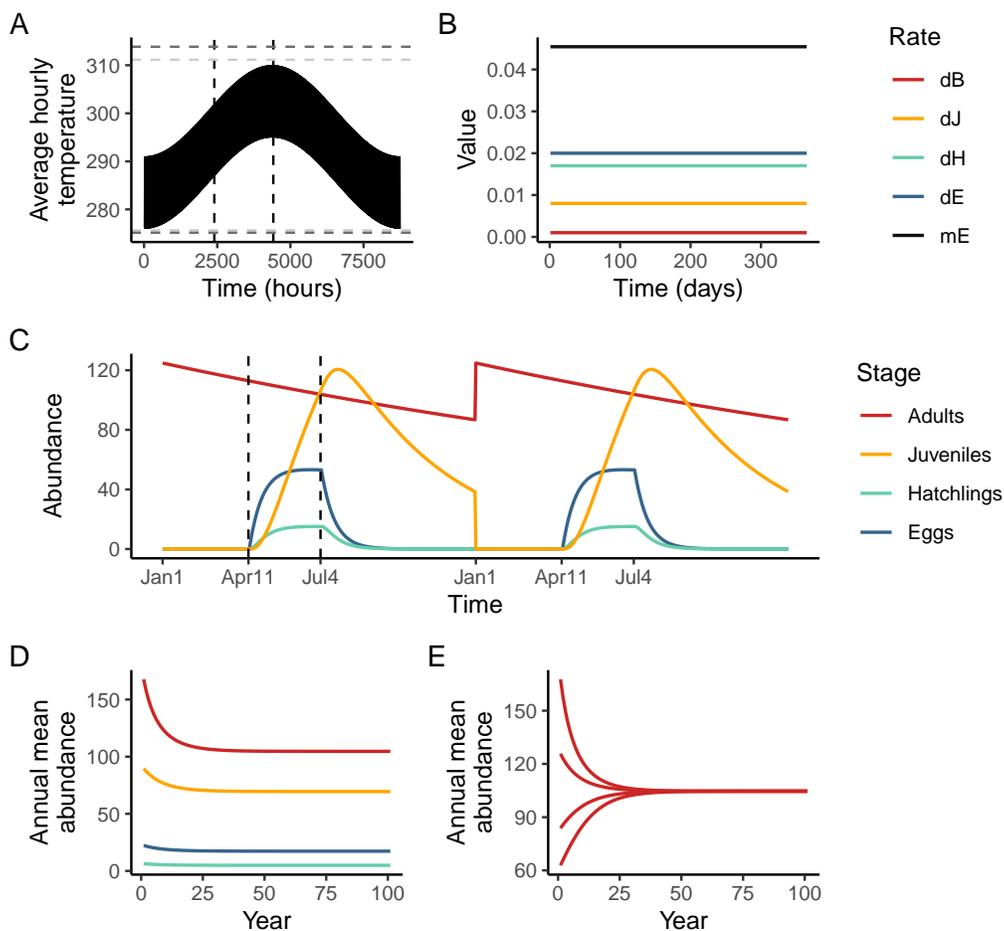 A
Average hourly
temperature
310
300
290
280
0
2500
5000
7500
Time (hours)
B
Value
0.04
0.03
0.02
0.01
0.00
0
100
200
300
Time (days)
Rate
dB
dJ
dH
dE
mE
C
Abundance
120
80
40
0
Jan1
Apr11
Jul4
Jan1
Apr11
Jul4
Time
Stage
Adults
Juveniles
Hatchlings
Eggs
D
Annual mean
abundance
150
100
50
0
0
25
50
75
100
Year
E
Annual mean
abundance
150
120
90
60
0
25
50
75
100
Year